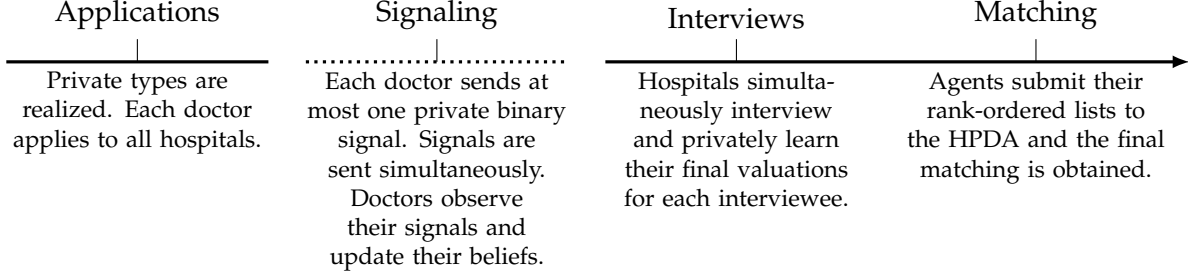 Applications
Private types are
realized. Each doctor
applies to all hospitals.
Signaling
Each doctor sends at
most one private binary
signal. Signals are
sent simultaneously.
Doctors observe
their signals and
update their beliefs.
Interviews
Hospitals simulta-
neously interview
and privately learn
their final valuations
for each interviewee.
Matching
Agents submit their
rank-ordered lists to
the HPDA and the final
matching is obtained.